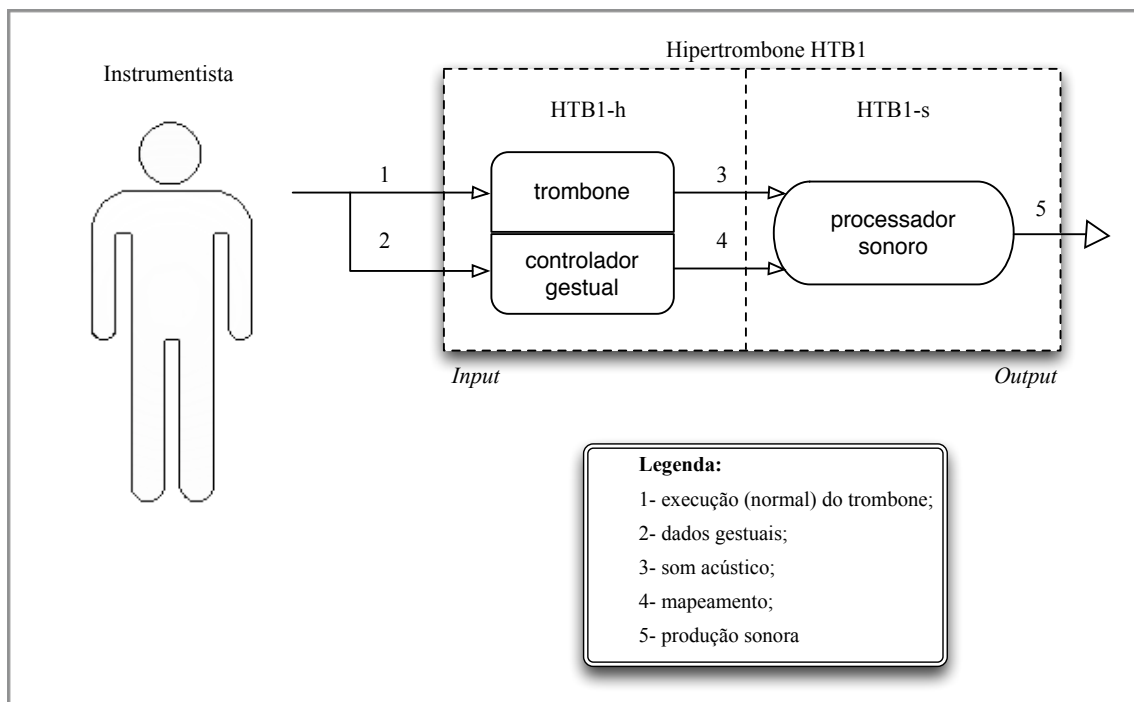 Hipertrombone HTB1
Instrumentista
HTB1-h
HTB1-s
1
trombone
3
processador
sonoro
5
2
controlador
gestual
4
Input
Output
Legenda:
1- execução (normal) do trombone;
2- dados gestuais;
3- som acústico;
4- mapeamento;
5- produção sonora